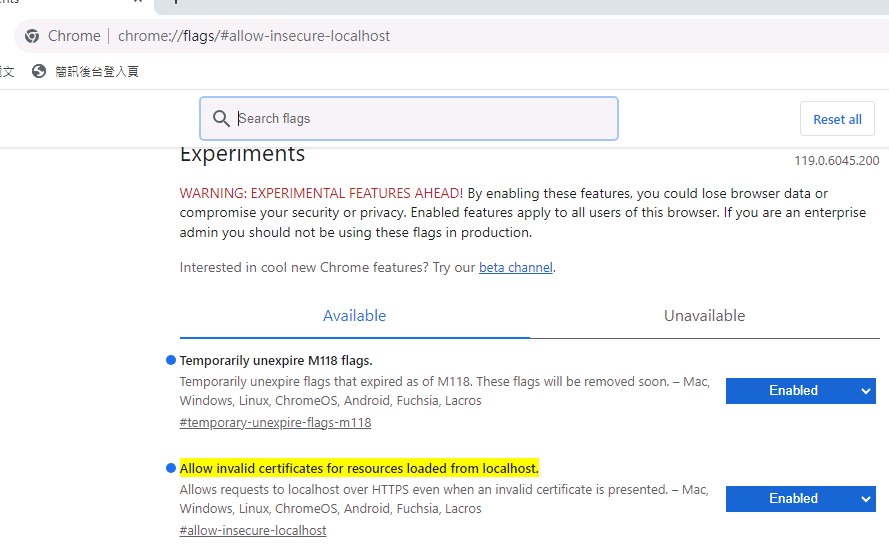 Chrome | chrome://flags/#allow-insecure-localhost
文 簡訊後台登入頁
Search flags
Reset all
Experiments
119.0.6045.200
WARNING: EXPERIMENTAL FEATURES AHEAD! By enabling these features, you could lose browser data or
compromise your security or privacy. Enabled features apply to all users of this browser. If you are an enterprise
admin you should not be using these flags in production.
Interested in cool new Chrome features? Try our beta channel.
Available Unavailable
Temporarily unexpire M118 flags.
Temporarily unexpire flags that expired as of M118. These flags will be removed soon. – Mac,
Windows, Linux, ChromeOS, Android, Fuchsia, Lacros
Enabled
#temporary-unexpire-flags-m118
Allow invalid certificates for resources loaded from localhost.
Allows requests to localhost over HTTPS even when an invalid certificate is presented. – Mac,
Windows, Linux, ChromeOS, Android, Fuchsia, Lacros
Enabled
#allow-insecure-localhost